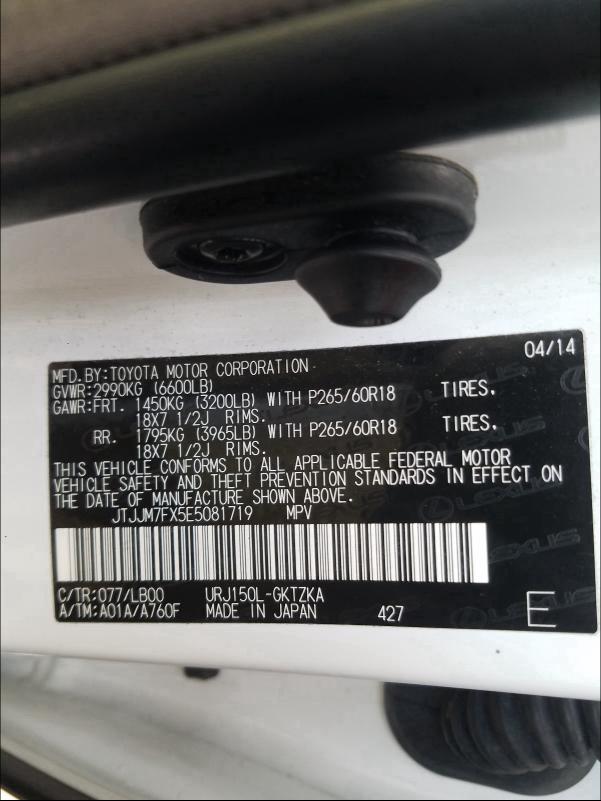 04/14
MFD.BY:TOYOTA MOTOR CORPORATION
GVWR:2990KG (6600LB)
GAWR:FRT. 1450KG (3200LB) WITH P265/60R18 TIRES,
18X7 1/2J RIMS.
RR. 1795KG (3965LB) WITH P265/60R18 TIRES,
18X7 1/2J RIMS.
THIS VEHICLE CONFORMS TO ALL APPLICABLE FEDERAL MOTOR
VEHICLE SAFETY AND THEFT PREVENTION STANDARDS IN EFFECT ON
THE DATE OF MANUFACTURE SHOWN ABOVE.
JTJJM7FX5E5081719 MPV
C/TR:077/LB00 URJ150L-GKTZKA
A/TM:A01A/A760F MADE IN JAPAN 427 E
LEXUS